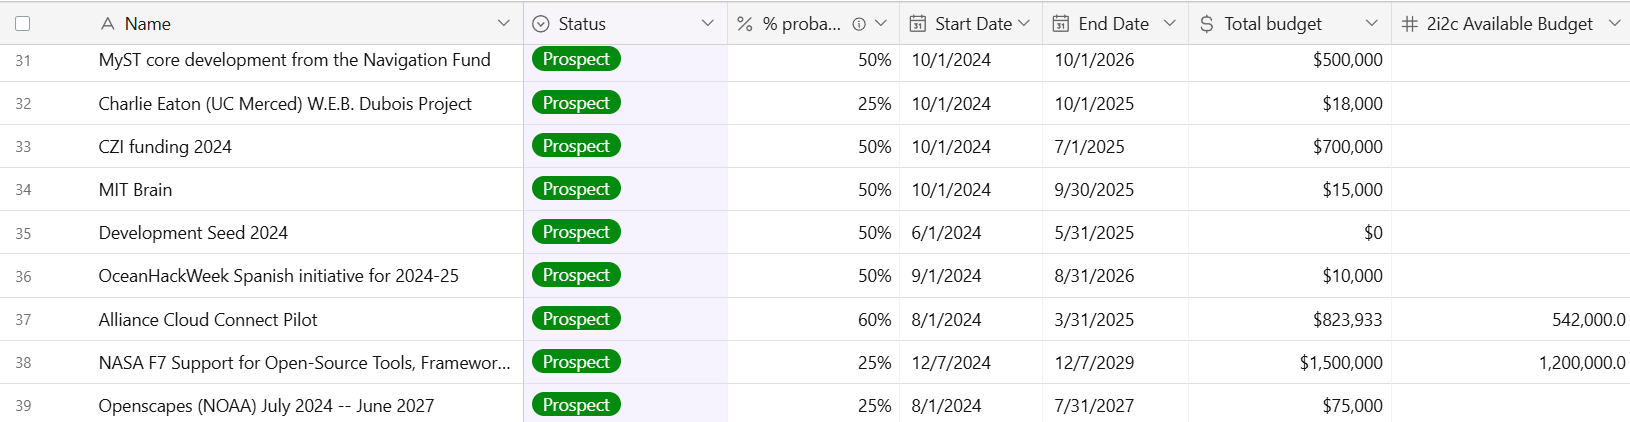 Name Status % proba... Start Date End Date Total budget 2i2c Available Budget
31 MyST core development from the Navigation Fund Prospect 50% 10/1/2024 10/1/2026 $500,000
32 Charlie Eaton (UC Merced) W.E.B. Dubois Project Prospect 25% 10/1/2024 10/1/2025 $18,000
33 CZI funding 2024 Prospect 50% 10/1/2024 7/1/2025 $700,000
34 MIT Brain Prospect 50% 10/1/2024 9/30/2025 $15,000
35 Development Seed 2024 Prospect 50% 6/1/2024 5/31/2025 $0
36 OceanHackWeek Spanish initiative for 2024-25 Prospect 50% 9/1/2024 8/31/2026 $10,000
37 Alliance Cloud Connect Pilot Prospect 60% 8/1/2024 3/31/2025 $823,933 542,000.0
38 NASA F7 Support for Open-Source Tools, Framewor... Prospect 25% 12/7/2024 12/7/2029 $1,500,000 1,200,000.0
39 Openscapes (NOAA) July 2024 -- June 2027 Prospect 25% 8/1/2024 7/31/2027 $75,000